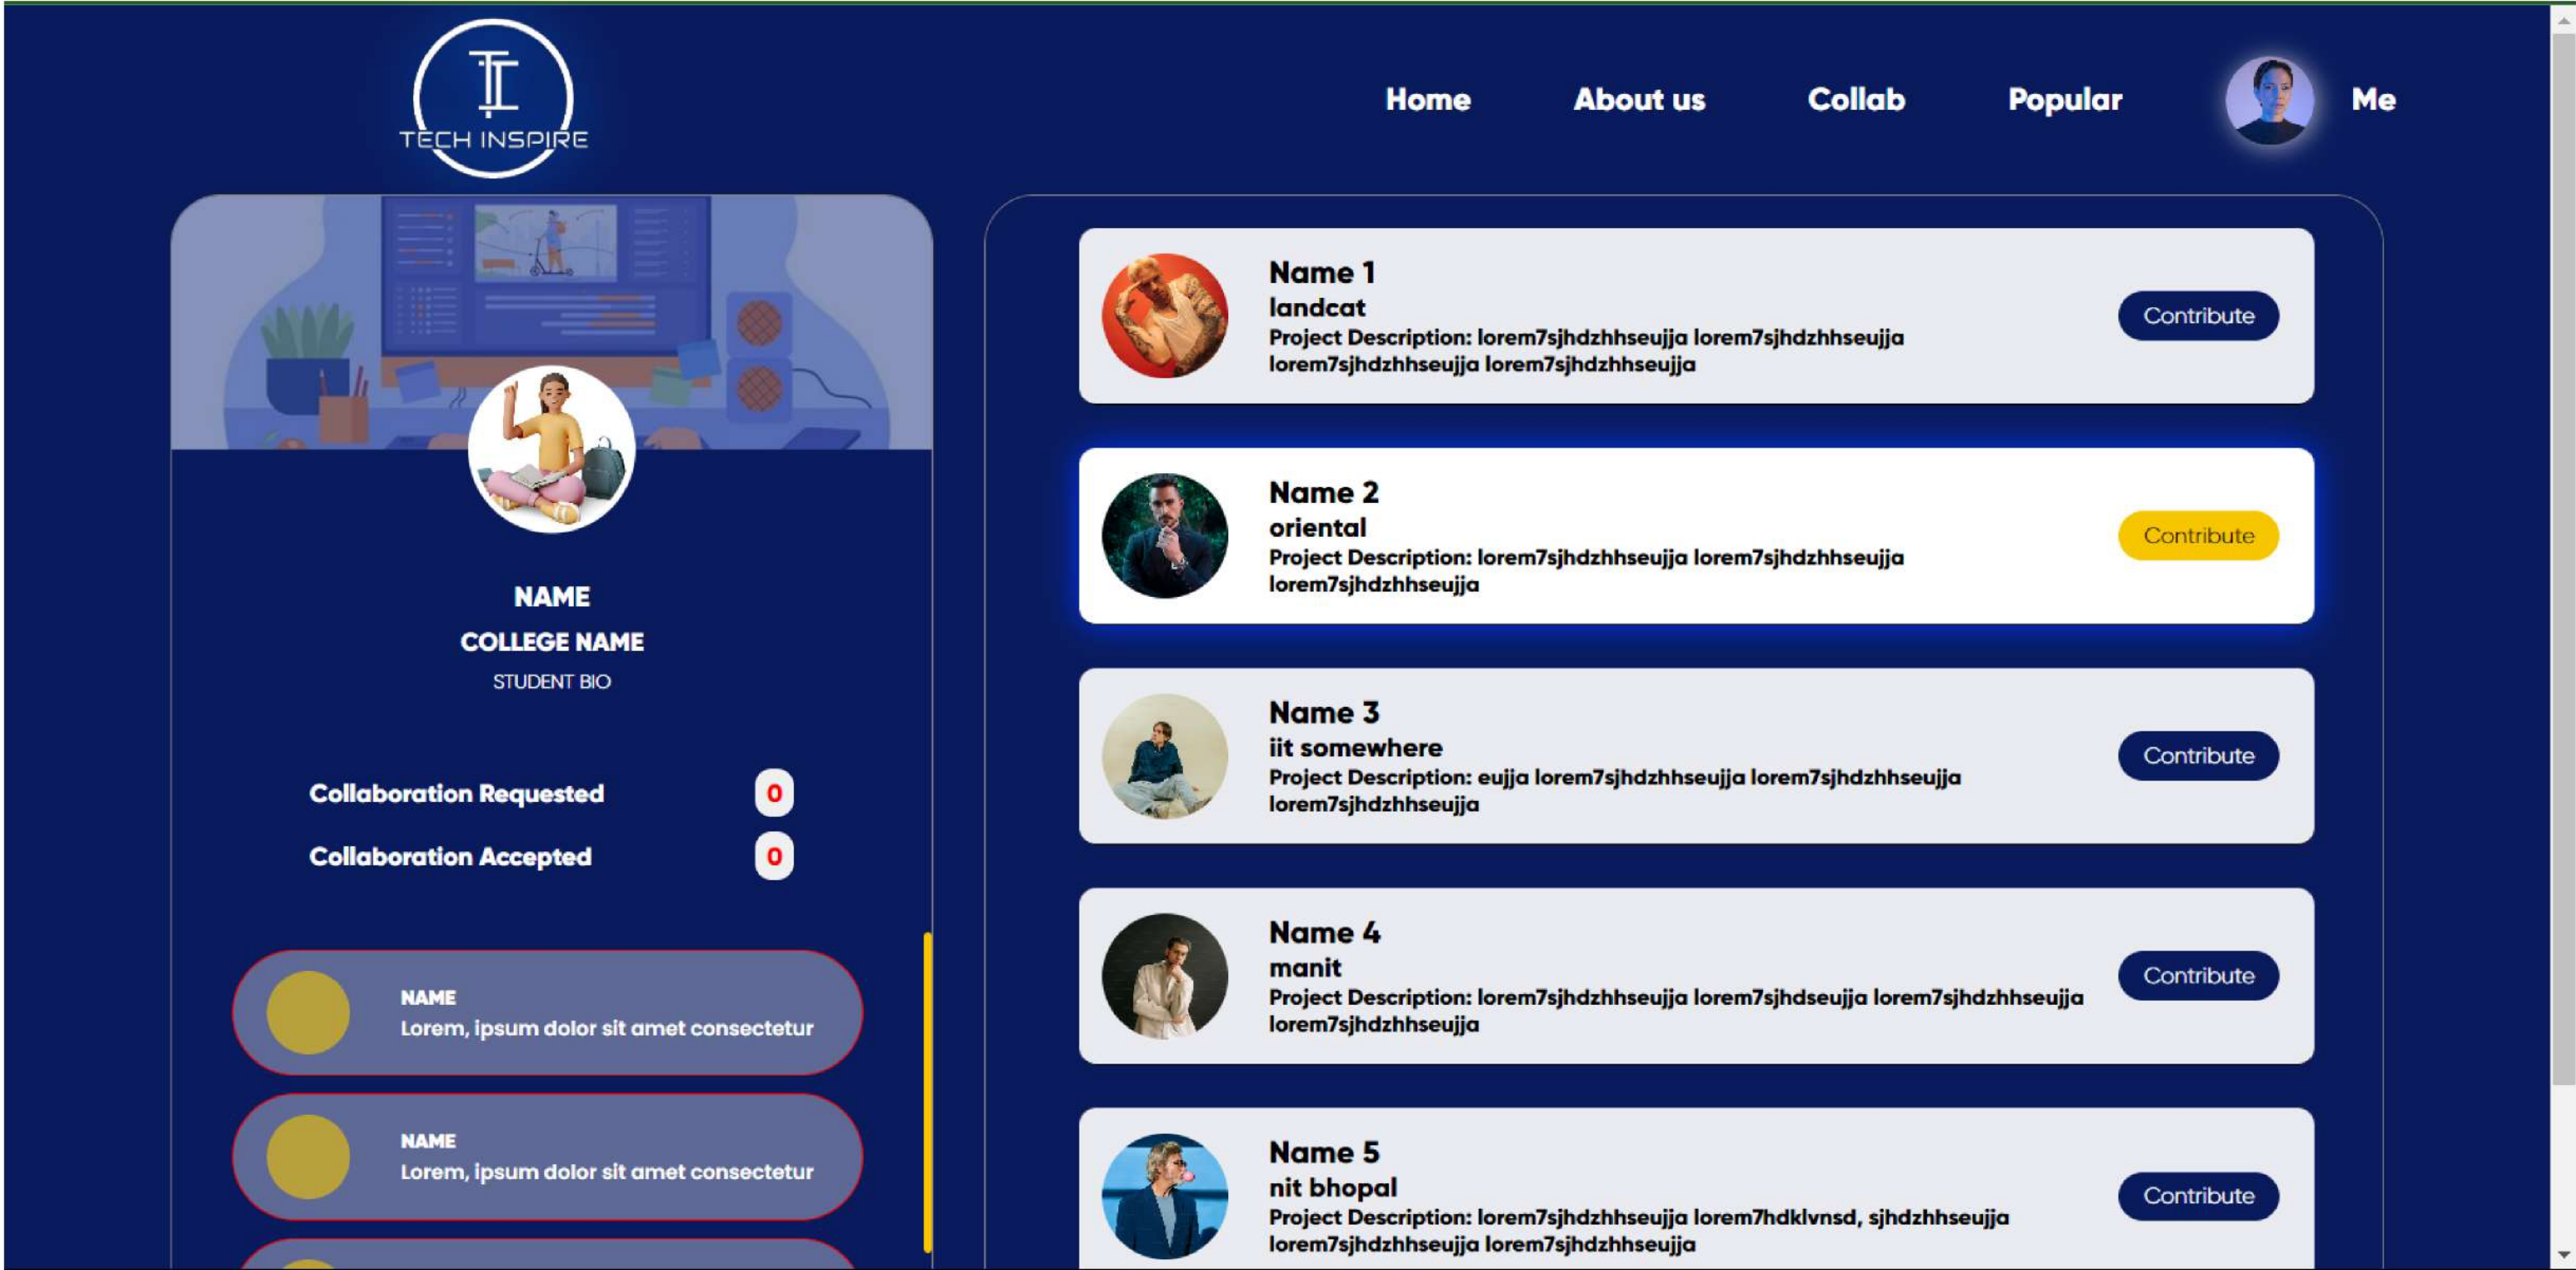 TECH INSPIRE
Home
About us
Collab
Popular
Me
NAME
COLLEGE NAME
STUDENT BIO
Collaboration Requested 0
Collaboration Accepted 0
NAME
Lorem, ipsum dolor sit amet consectetur
NAME
Lorem, ipsum dolor sit amet consectetur
Name 1
landcat
Project Description: lorem7sjhdzhhseujja lorem7sjhdzhhseujja
lorem7sjhdzhhseujja lorem7sjhdzhhseujja
Contribute
Name 2
oriental
Project Description: lorem7sjhdzhhseujja lorem7sjhdzhhseujja
lorem7sjhdzhhseujja
Contribute
Name 3
iit somewhere
Project Description: eujja lorem7sjhdzhhseujja lorem7sjhdzhhseujja
lorem7sjhdzhhseujja
Contribute
Name 4
manit
Project Description: lorem7sjhdzhhseujja lorem7sjhdseujja lorem7sjhdzhhseujja
lorem7sjhdzhhseujja
Contribute
Name 5
nit bhopal
Project Description: lorem7sjhdzhhseujja lorem7hdklvnsd, sjhdzhhseujja
lorem7sjhdzhhseujja lorem7sjhdzhhseujja
Contribute